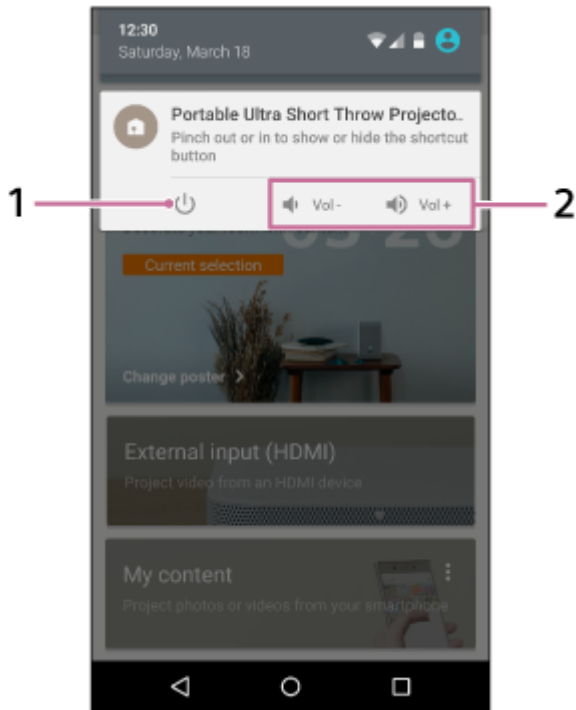 12:30
Saturday, March 18
Portable Ultra Short Throw Projecto..
Pinch out or in to show or hide the shortcut
button
1
Vol-
Vol+
2
Current selection
Change poster >
External input (HDMI)
Project video from an HDMI device
My content
Project photos or videos from your smartphone